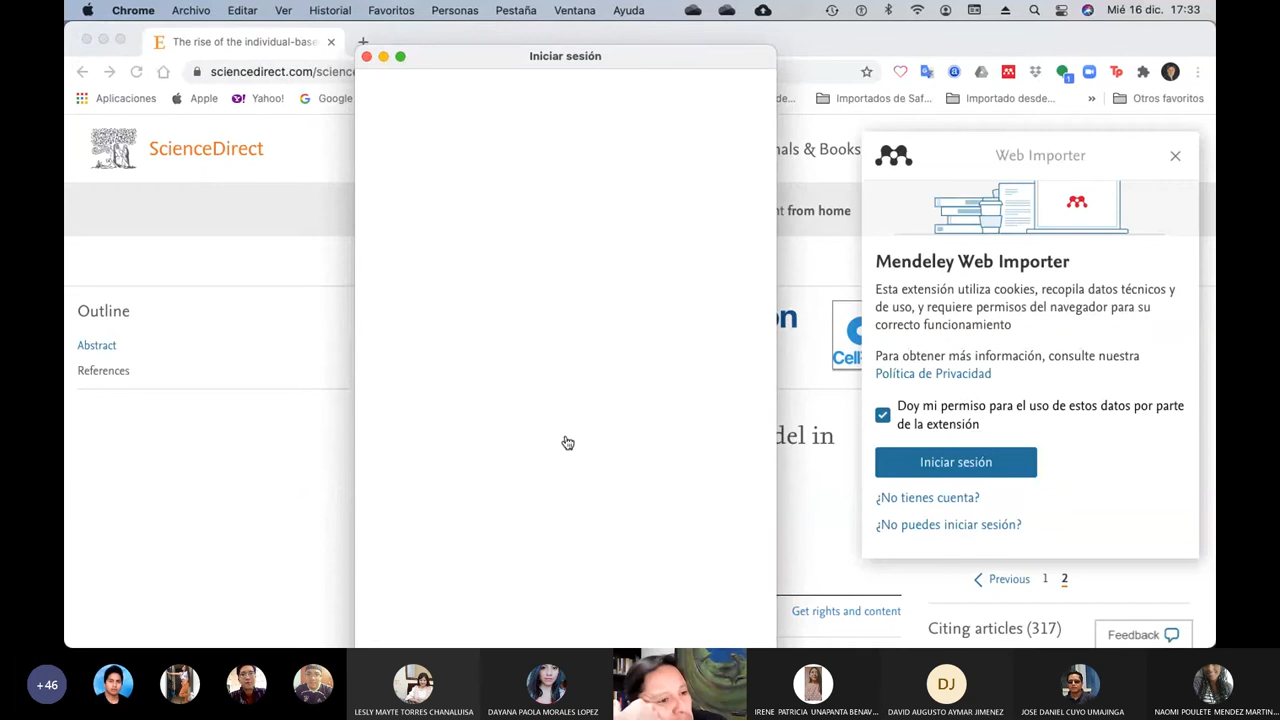 Chrome Archivo Editar Ver Historial Favoritos Personas Pestaña Ventana Ayuda Mié 16 dic. 17:33
The rise of the individual-base
Iniciar sesión
sciencedirect.com/science
Aplicaciones Apple Yahoo! Google de... Importados de Saf... Importado desde... » Otros favoritos
ScienceDirect
nals & Books
Web Importer
nt from home
Mendeley Web Importer
Esta extensión utiliza cookies, recopila datos técnicos y
de uso, y requiere permisos del navegador para su
correcto funcionamiento
Outline
on
Cell
Abstract
Para obtener más información, consulte nuestra
Política de Privacidad
References
Doy mi permiso para el uso de estos datos por parte
de la extensión
del in
Iniciar sesión
¿No tienes cuenta?
¿No puedes iniciar sesión?
Previous 1 2
Get rights and content
Citing articles (317)
Feedback
+46
DJ
LESLY MAYTE TORRES CHANALUISA
DAYANA PAOLA MORALES LOPEZ
IRENE PATRICIA UNAPANTA BENAV...
DAVID AUGUSTO AYMAR JIMENEZ
JOSE DANIEL CUYO UMAJINGA
NAOMI POULETE MENDEZ MARTIN...